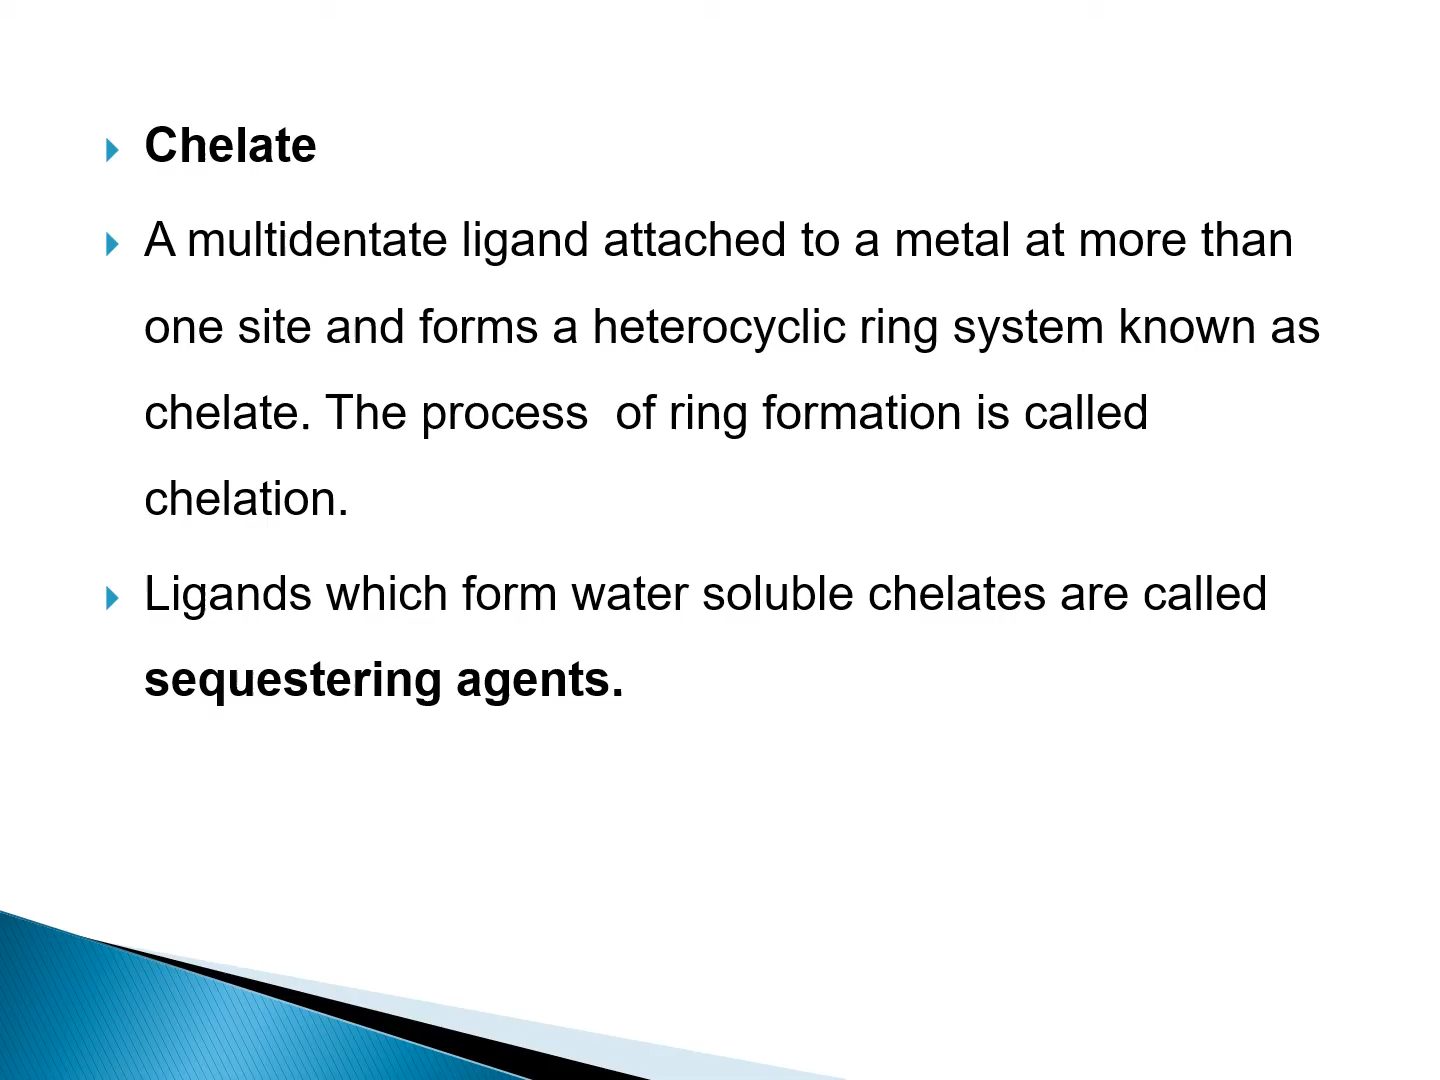 Chelate
A multidentate ligand attached to a metal at more than
one site and forms a heterocyclic ring system known as
chelate. The process  of ring formation is called
chelation.
Ligands which form water soluble chelates are called
sequestering agents.